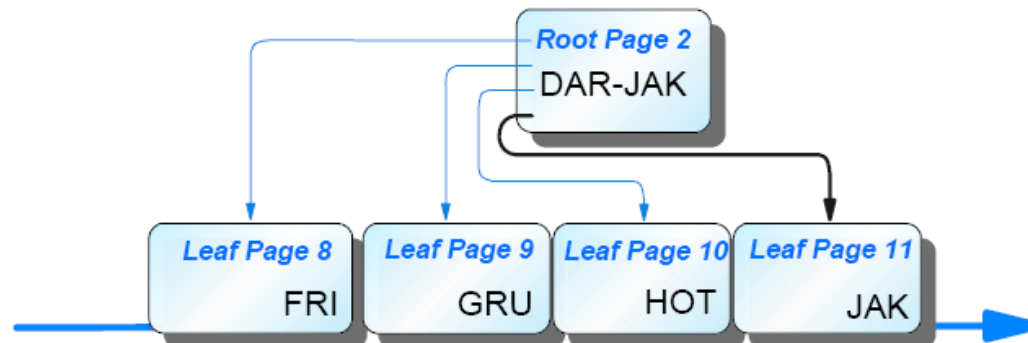 Root Page 2
DAR-JAK
Leaf Page 8
FRI
Leaf Page 9
GRU
Leaf Page 10
HOT
Leaf Page 11
JAK